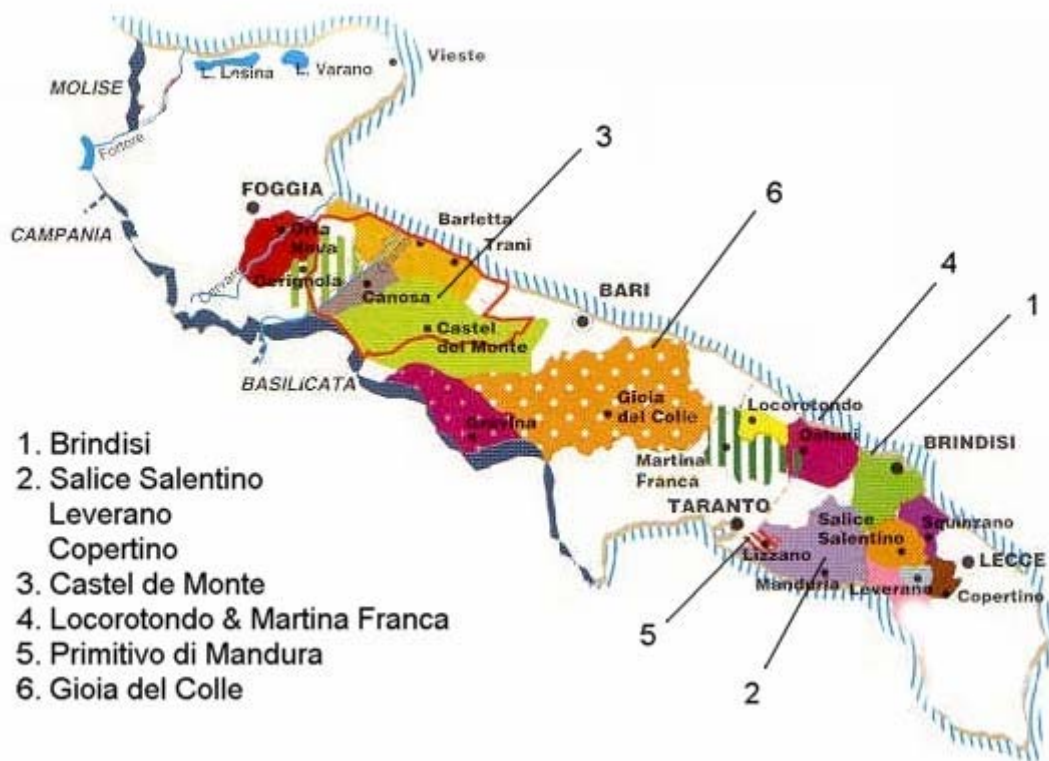 L. Lesina
L. Varano
Vieste
MOLISE
Fortore
3
6
FOGGIA
CAMPANIA
Orta
Nova
Barletta
Trani
4
Cerignola
Canosa
BARI
1
Castel
del Monte
BASILICATA
Gioia
del Colle
Locorotondo
Gravina
Ostuni
BRINDISI
Martina
Franca
TARANTO
Salice
Salentino
Squinzano
Lizzano
LECCE
Manduria
Leverano
Copertino
5
2
1. Brindisi
2. Salice Salentino
Leverano
Copertino
3. Castel de Monte
4. Locorotondo & Martina Franca
5. Primitivo di Mandura
6. Gioia del Colle